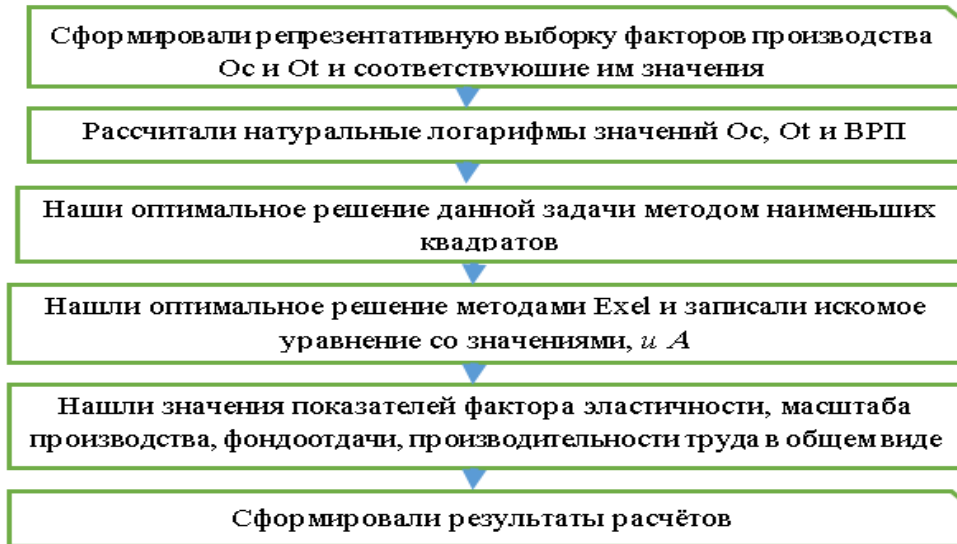 Сформировали репрезентативную выборку факторов производства
Ос и Ot и соответствуюшие им значения
Рассчитали натуральные логарифмы значений Ос, Ot и ВРП
Наши оптимальное решение данной задачи методом наименьших
квадратов
Нашли оптимальное решение методами Exel и записали искомое
уравнение со значениями, и А
Нашли значения показателей фактора эластичности, масштаба
производства, фондоотдачи, производительности труда в общем виде
Сформировали результаты расчётов